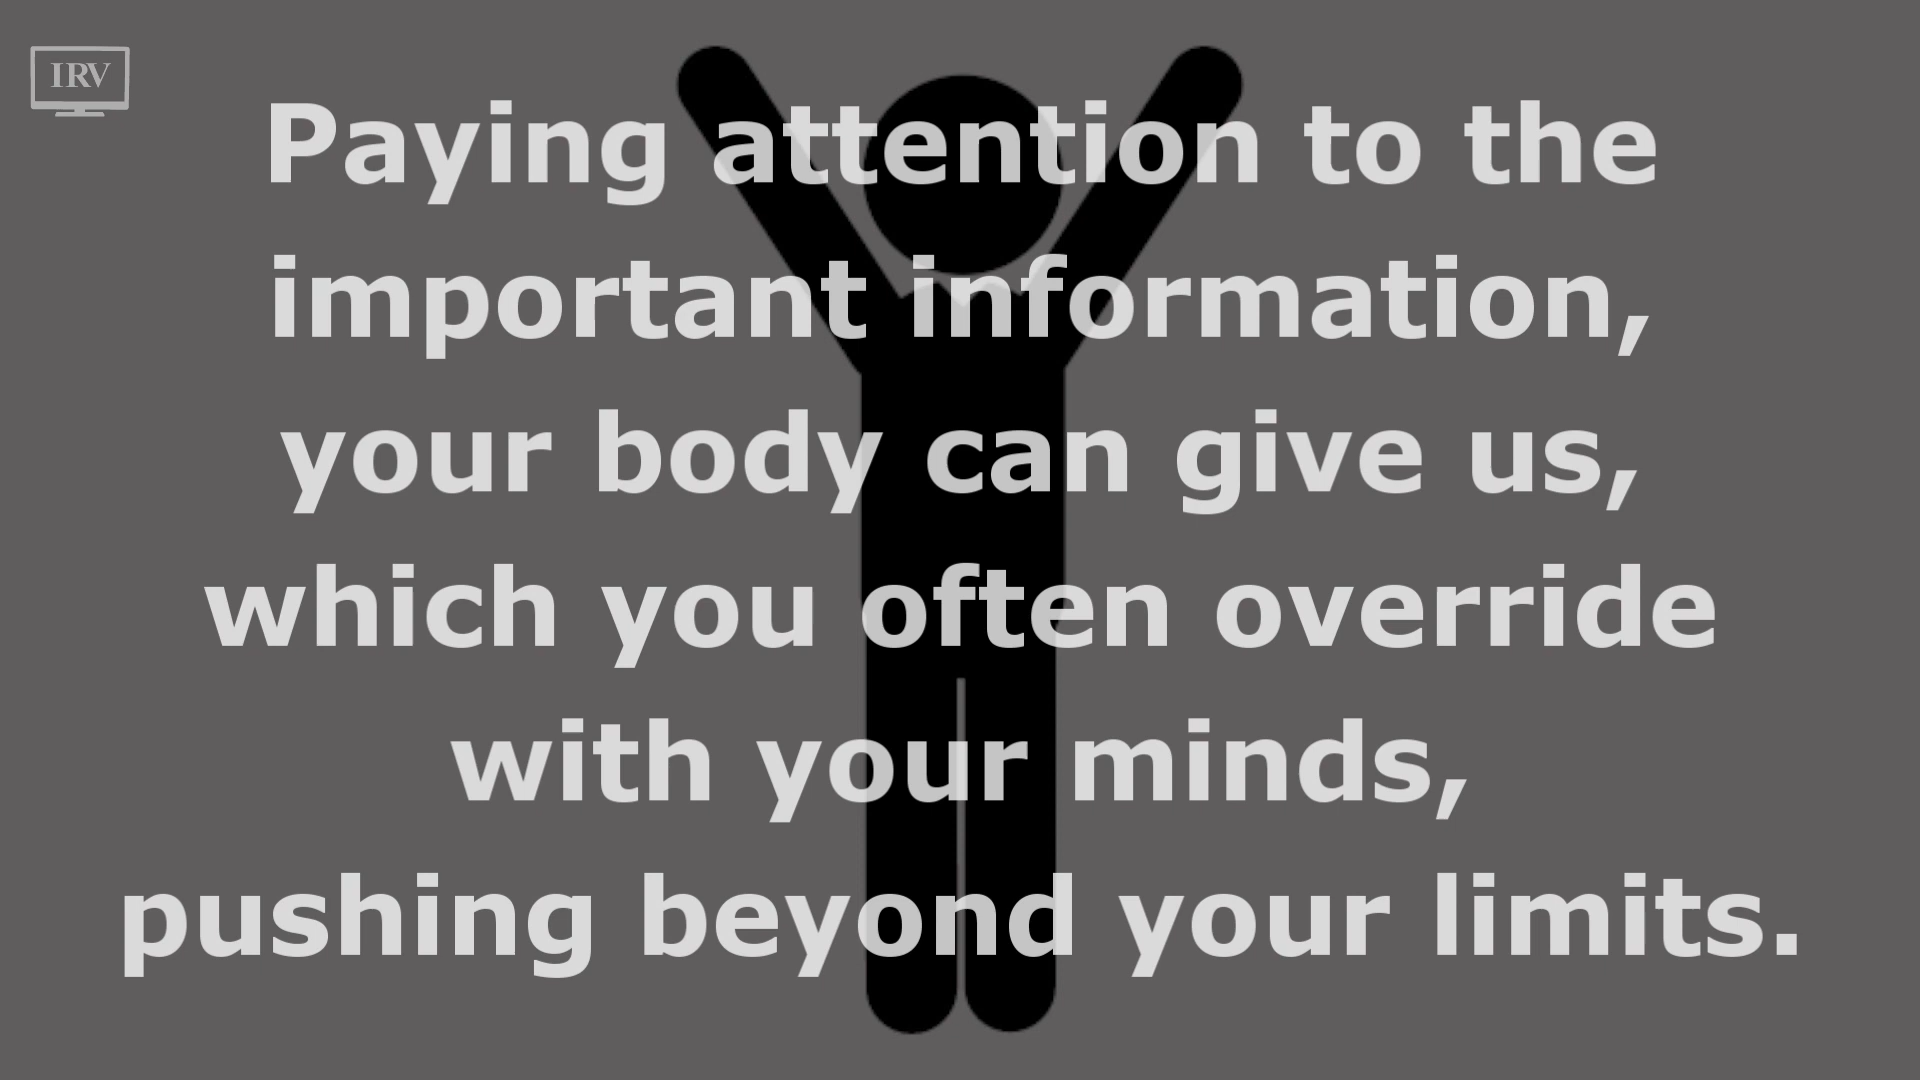 IRV
Paying attention to the
important information,
your body can give us,
which you often override
with your minds,
pushing beyond your limits.